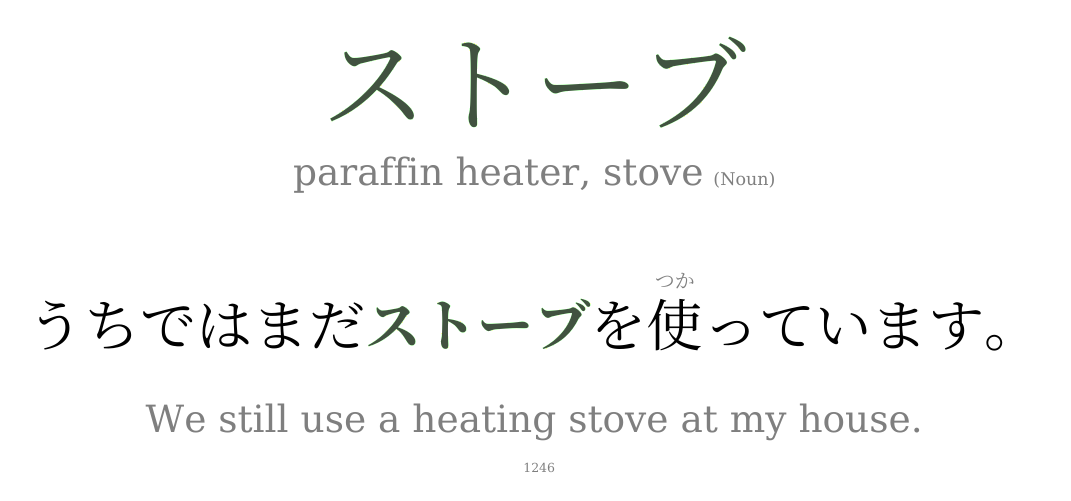 ストーブ
paraffin heater, stove (Noun)
つか
うちではまだストーブを使っています。
We still use a heating stove at my house.
1246